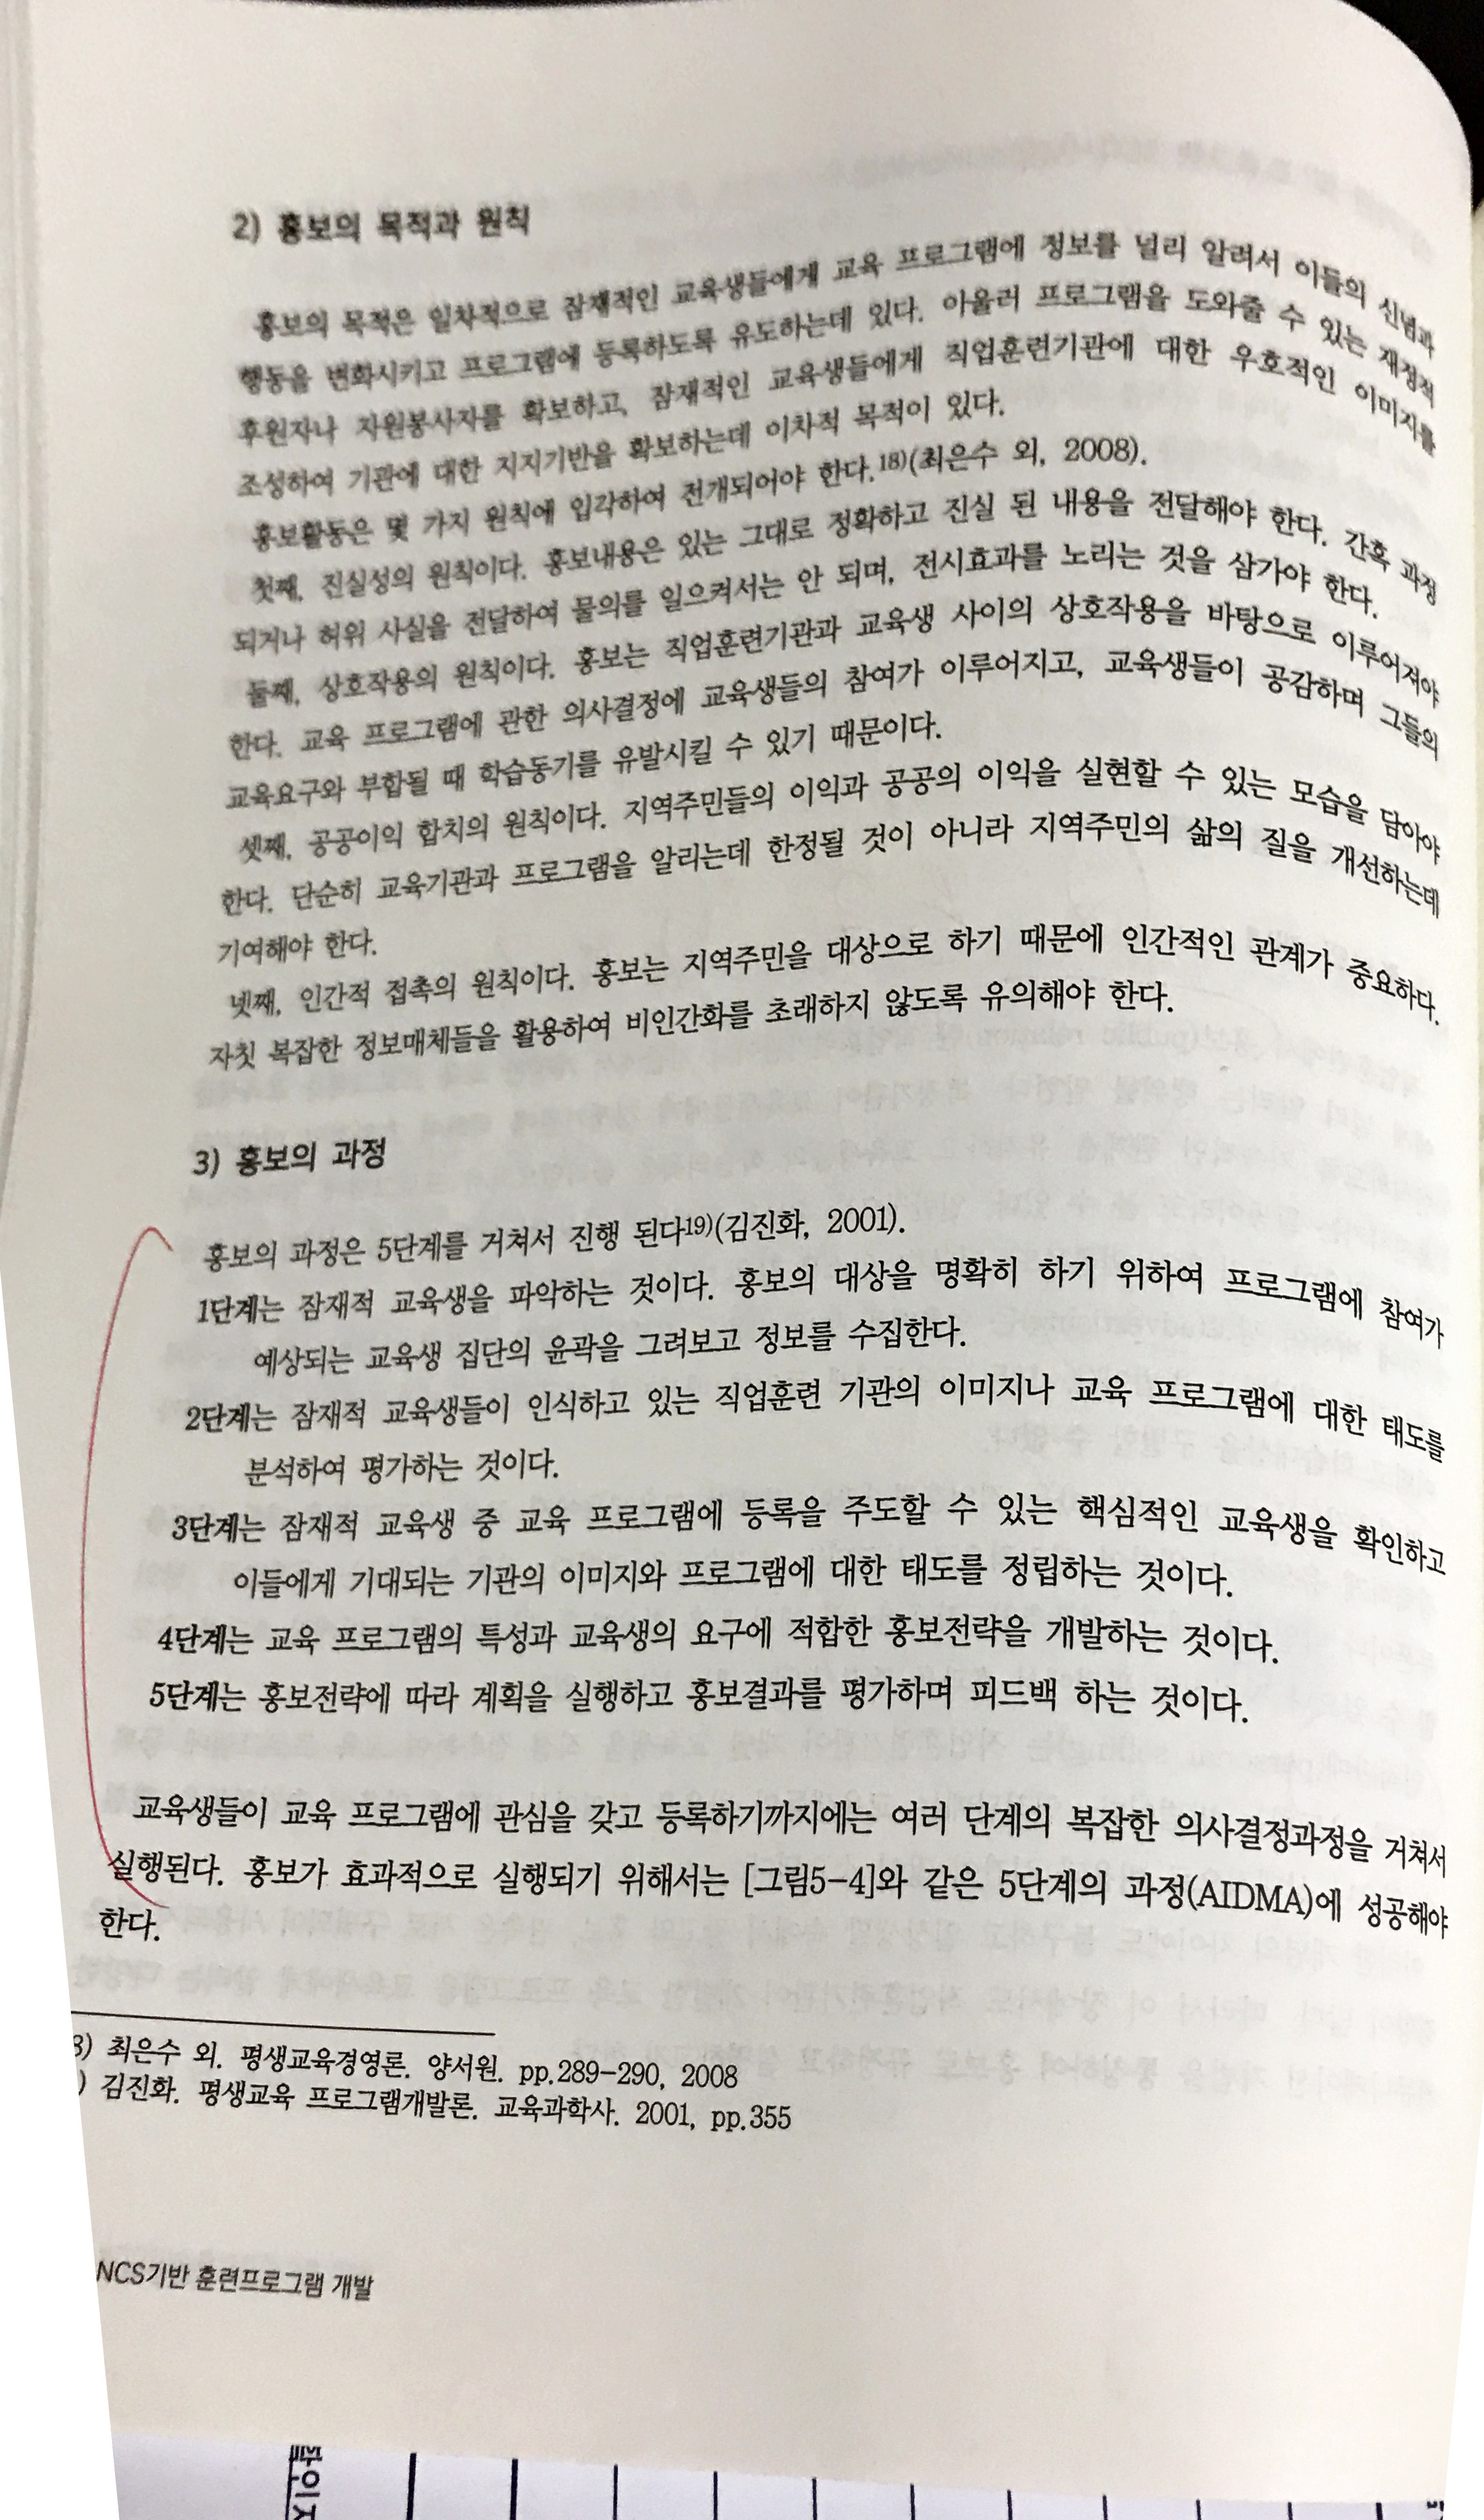 2) 홍보의 목적과 원칙
홍보의 목적은 일차적으로 잠재적인 교육생들에게 교육 프로그램에 정보를 널리 알려서 이들의 신념과
행동을 변화시키고 프로그램에 등록하도록 유도하는데 있다. 아울러 프로그램을 도와줄 수 있는 재정적
후원자나 자원봉사자를 확보하고, 잠재적인 교육생들에게 직업훈련기관에 대한 우호적인 이미지를
조성하여 기관에 대한 지지기반을 확보하는데 이차적 목적이 있다.
홍보활동은 몇 가지 원칙에 입각하여 전개되어야 한다.18)(최은수 외, 2008).
첫째, 진실성의 원칙이다. 홍보내용은 있는 그대로 정확하고 진실 된 내용을 전달해야 한다. 간혹 과장
되거나 허위 사실을 전달하여 물의를 일으켜서는 안 되며, 전시효과를 노리는 것을 삼가야 한다.
둘째, 상호작용의 원칙이다. 홍보는 직업훈련기관과 교육생 사이의 상호작용을 바탕으로 이루어져야
한다. 교육 프로그램에 관한 의사결정에 교육생들의 참여가 이루어지고, 교육생들이 공감하며 그들의
교육요구와 부합될 때 학습동기를 유발시킬 수 있기 때문이다.
셋째, 공공이익 합치의 원칙이다. 지역주민들의 이익과 공공의 이익을 실현할 수 있는 모습을 담아야
한다. 단순히 교육기관과 프로그램을 알리는데 한정될 것이 아니라 지역주민의 삶의 질을 개선하는데
기여해야 한다.
넷째, 인간적 접촉의 원칙이다. 홍보는 지역주민을 대상으로 하기 때문에 인간적인 관계가 중요하다.
자칫 복잡한 정보매체들을 활용하여 비인간화를 초래하지 않도록 유의해야 한다.
3) 홍보의 과정
홍보의 과정은 5단계를 거쳐서 진행 된다19)(김진화, 2001).
1단계는 잠재적 교육생을 파악하는 것이다. 홍보의 대상을 명확히 하기 위하여 프로그램에 참여가
예상되는 교육생 집단의 윤곽을 그려보고 정보를 수집한다.
2단계는 잠재적 교육생들이 인식하고 있는 직업훈련 기관의 이미지나 교육 프로그램에 대한 태도를
분석하여 평가하는 것이다.
3단계는 잠재적 교육생 중 교육 프로그램에 등록을 주도할 수 있는 핵심적인 교육생을 확인하고
이들에게 기대되는 기관의 이미지와 프로그램에 대한 태도를 정립하는 것이다.
4단계는 교육 프로그램의 특성과 교육생의 요구에 적합한 홍보전략을 개발하는 것이다.
5단계는 홍보전략에 따라 계획을 실행하고 홍보결과를 평가하며 피드백 하는 것이다.
교육생들이 교육 프로그램에 관심을 갖고 등록하기까지에는 여러 단계의 복잡한 의사결정과정을 거쳐서
실행된다. 홍보가 효과적으로 실행되기 위해서는 [그림5-4]와 같은 5단계의 과정(AIDMA)에 성공해야
한다.
8) 최은수 외. 평생교육경영론. 양서원. pp.289-290, 2008
) 김진화. 평생교육 프로그램개발론. 교육과학사. 2001, pp.355
NCS기반 훈련프로그램 개발